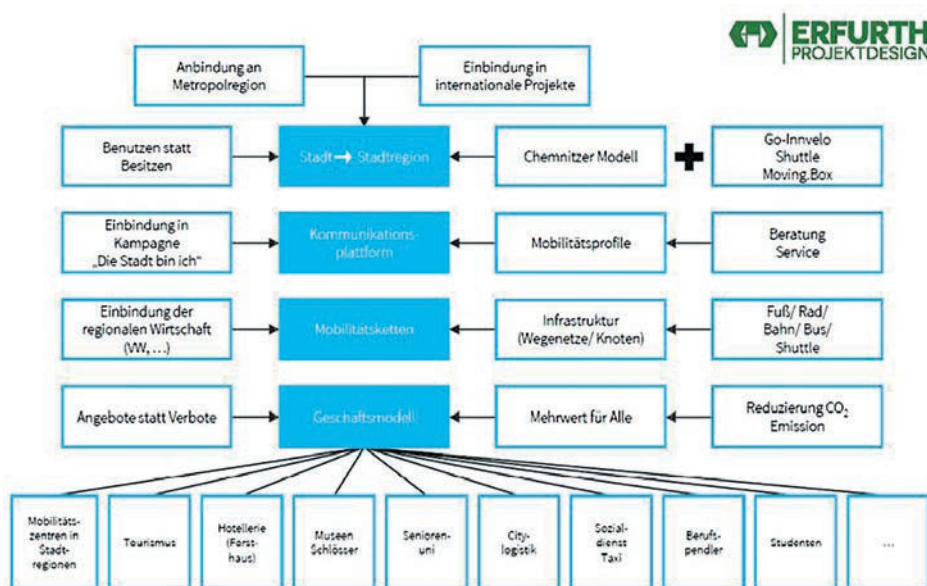 ERFURTH
PROJEKTDESIGN
Anbindung an
Metropolregion
Einbindung in
internationale Projekte
Benutzen statt
Besitzen
Stadt → Stadtregion
Chemnitzer Modell
+
Go-Innvelo
Shuttle
Moving.Box
Einbindung in
Kampagne
„Die Stadt bin ich“
Kommunikations-
plattform
Mobilitätsprofile
Beratung
Service
Einbindung der
regionalen Wirtschaft
(VW, ...)
Mobilitätsketten
Infrastruktur
(Wegenetze/ Knoten)
Fuß/ Rad/
Bahn/ Bus/
Shuttle
Angebote statt Verbote
Geschäftsmodell
Mehrwert für Alle
Reduzierung CO₂
Emission
Mobilitäts-
zentren in
Stadt-
regionen
Tourismus
Hotellerie
(Forst-
haus)
Museen
Schlösser
Senioren-
uni
City-
logistik
Sozial-
dienst
Taxi
Berufs-
pendler
Studenten
...